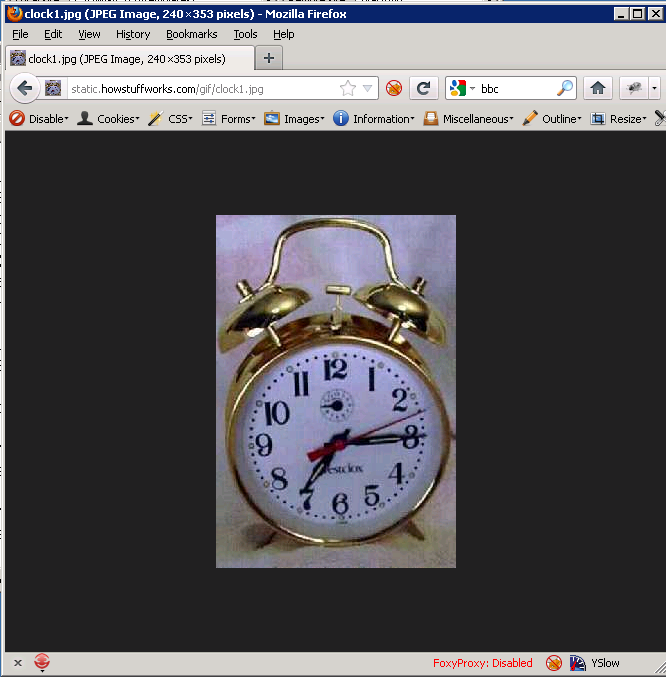 clock1.jpg (JPEG Image, 240×353 pixels) - Mozilla Firefox
File Edit View History Bookmarks Tools Help
clock1.jpg (JPEG Image, 240×353 pixels)
static.howstuffworks.com/gif/clock1.jpg bbc
Disable Cookies CSS Forms Images Information Miscellaneous Outline Resize
12
11 1
10 2
9 3
8 4
7 5
6
FoxyProxy: Disabled YSlow